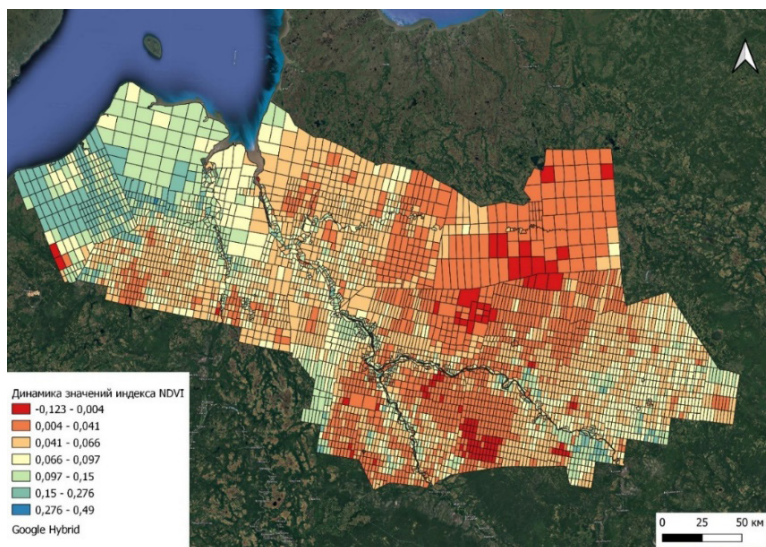 Динамика значений индекса NDVI
-0,123 - 0,004
0,004 - 0,041
0,041 - 0,066
0,066 - 0,097
0,097 - 0,15
0,15 - 0,276
0,276 - 0,49
Google Hybrid
0 25 50 км